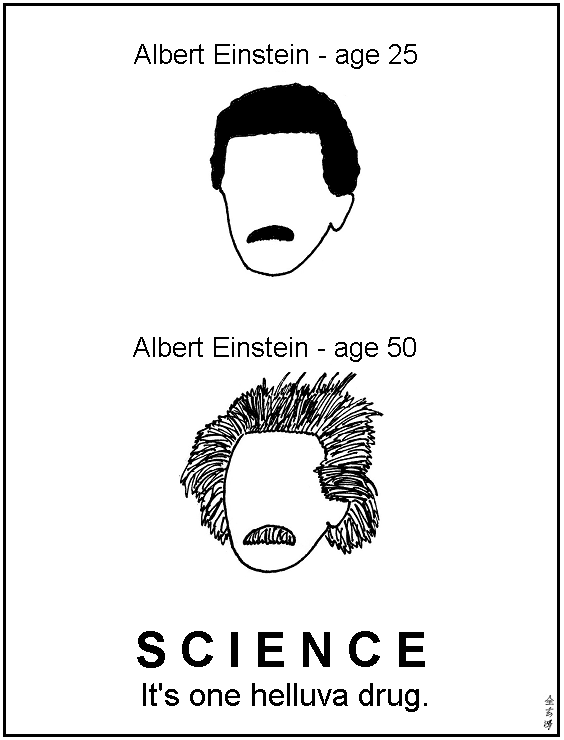 Albert Einstein - age 25
Albert Einstein - age 50
SCIENCE
It's one helluva drug.